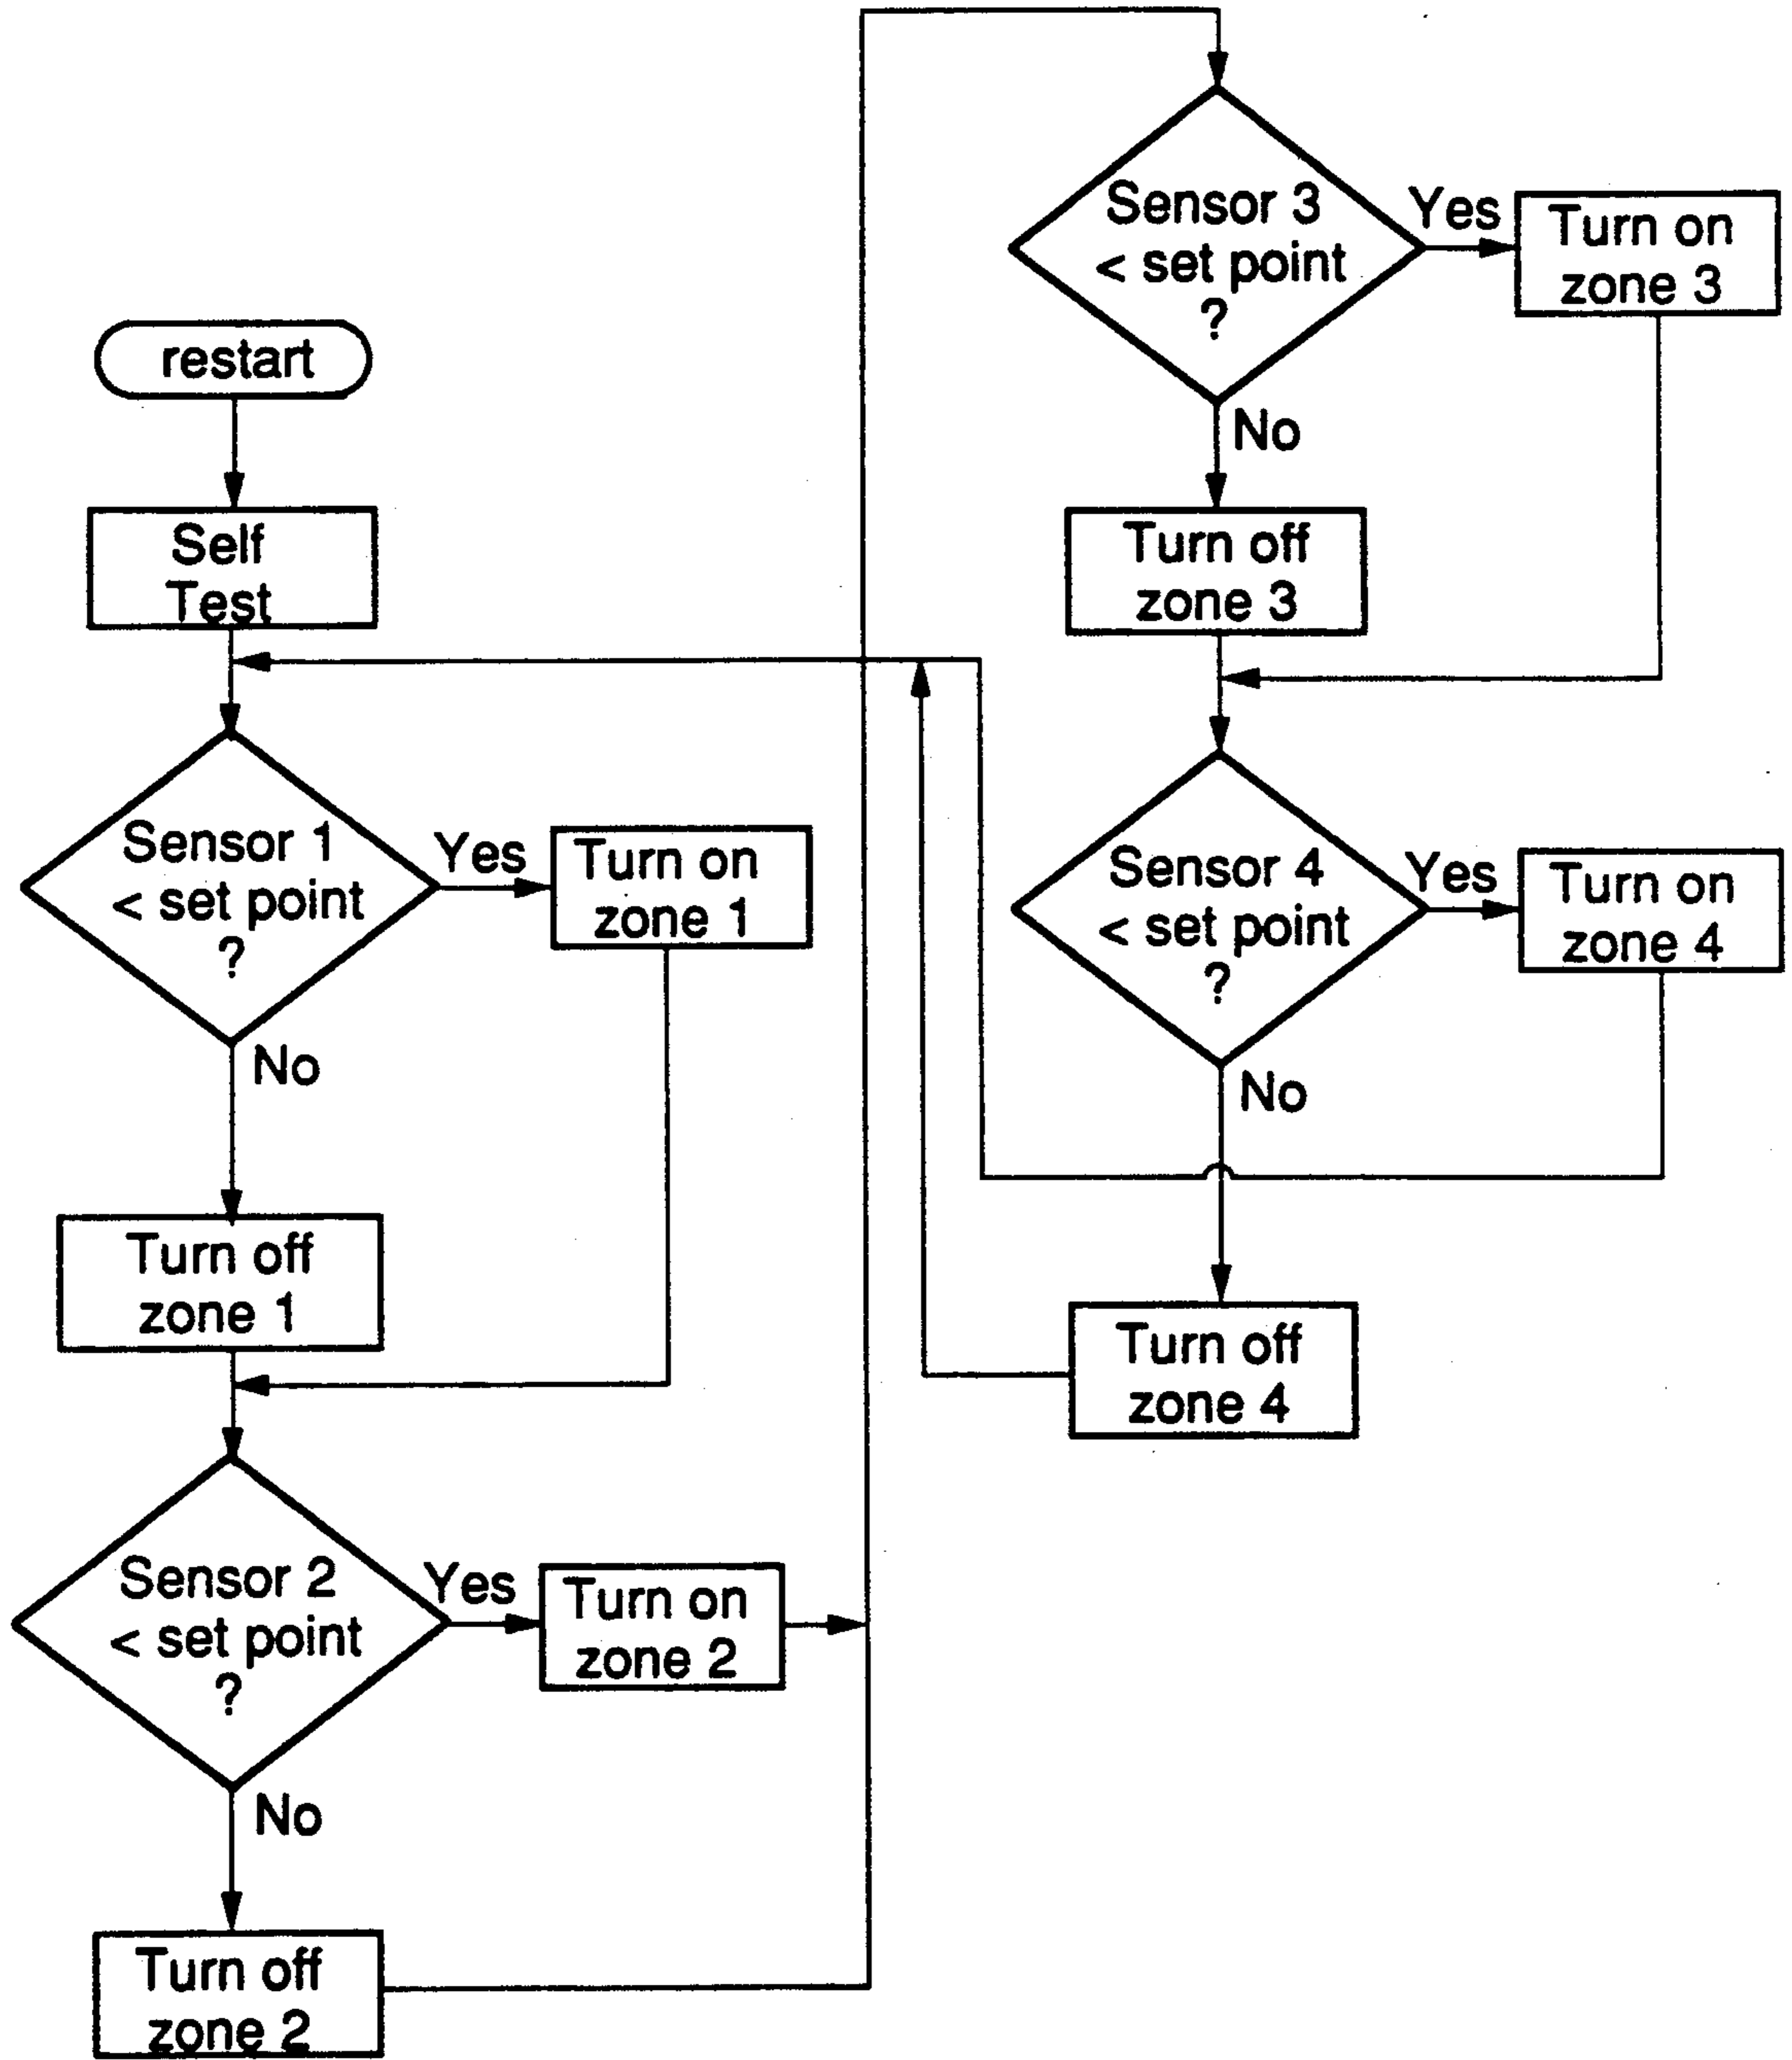 restart
Self
Test
Sensor 1
< set point
?
Yes
Turn on
zone 1
No
Turn off
zone 1
Sensor 2
< set point
?
Yes
Turn on
zone 2
No
Turn off
zone 2
Sensor 3
< set point
?
Yes
Turn on
zone 3
No
Turn off
zone 3
Sensor 4
< set point
?
Yes
Turn on
zone 4
No
Turn off
zone 4